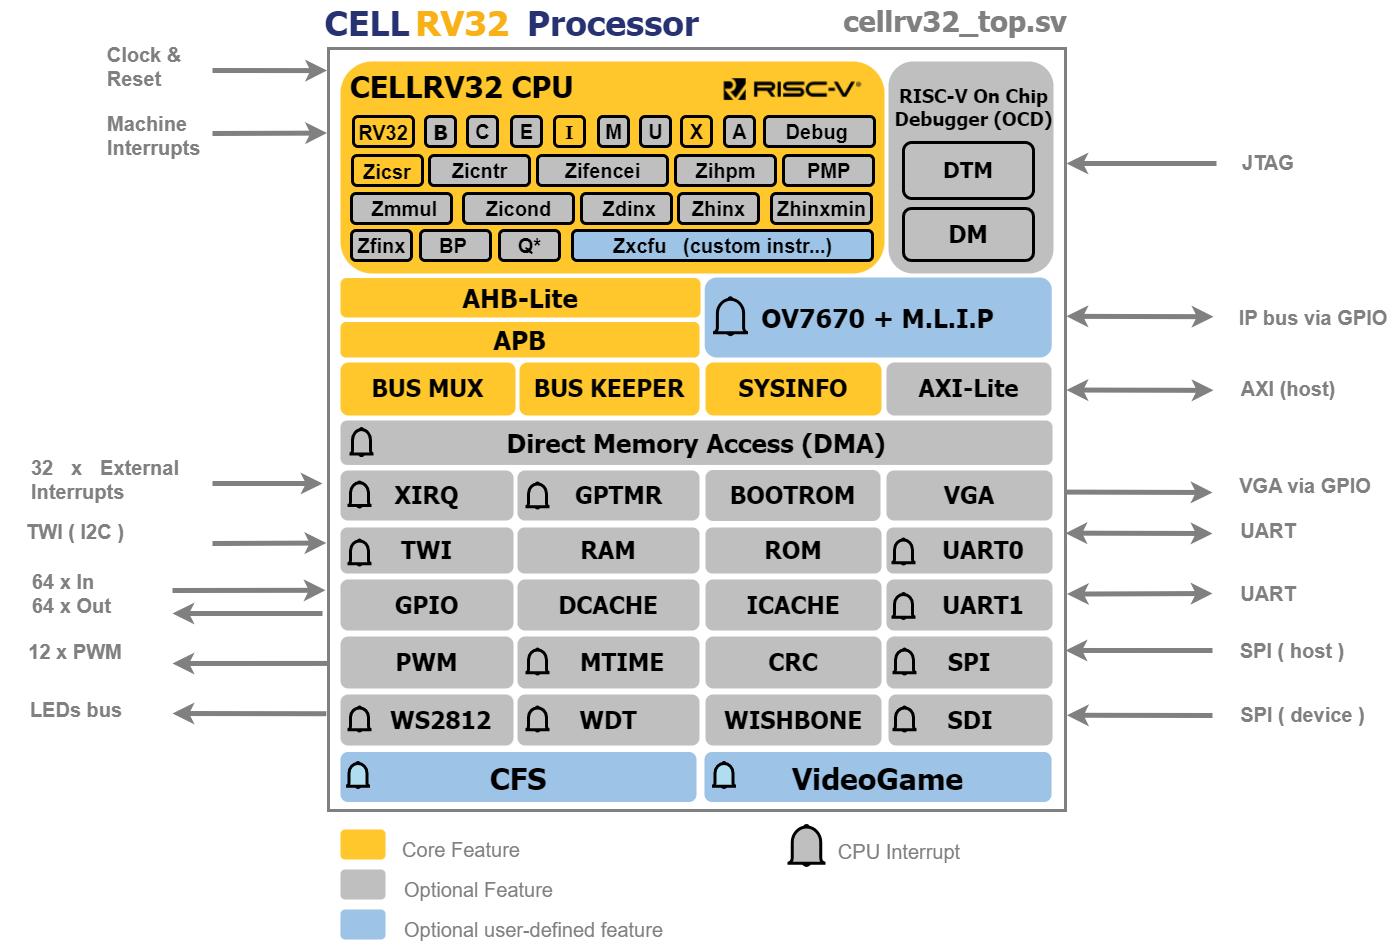 CELL RV32 Processor
cellrv32_top.sv
Clock &
Reset
Machine
Interrupts
CELLRV32 CPU
RISC-V®
RV32 B C E I M U X A Debug
Zicsr Zicntr Zifencei Zihpm PMP
Zmmul Zicond Zdinx Zhinx Zhinxmin
Zfinx BP Q* Zxcfu (custom instr...)
RISC-V On Chip
Debugger (OCD)
DTM
DM
JTAG
AHB-Lite
APB
OV7670 + M.L.I.P
IP bus via GPIO
BUS MUX BUS KEEPER SYSINFO AXI-Lite
AXI (host)
Direct Memory Access (DMA)
32 x External
Interrupts
XIRQ GPTMR BOOTROM VGA
VGA via GPIO
TWI ( I2C )
TWI RAM ROM UART0
UART
64 x In
64 x Out
GPIO DCACHE ICACHE UART1
UART
12 x PWM
PWM MTIME CRC SPI
SPI ( host )
LEDs bus
WS2812 WDT WISHBONE SDI
SPI ( device )
CFS VideoGame
Core Feature
Optional Feature
Optional user-defined feature
CPU Interrupt